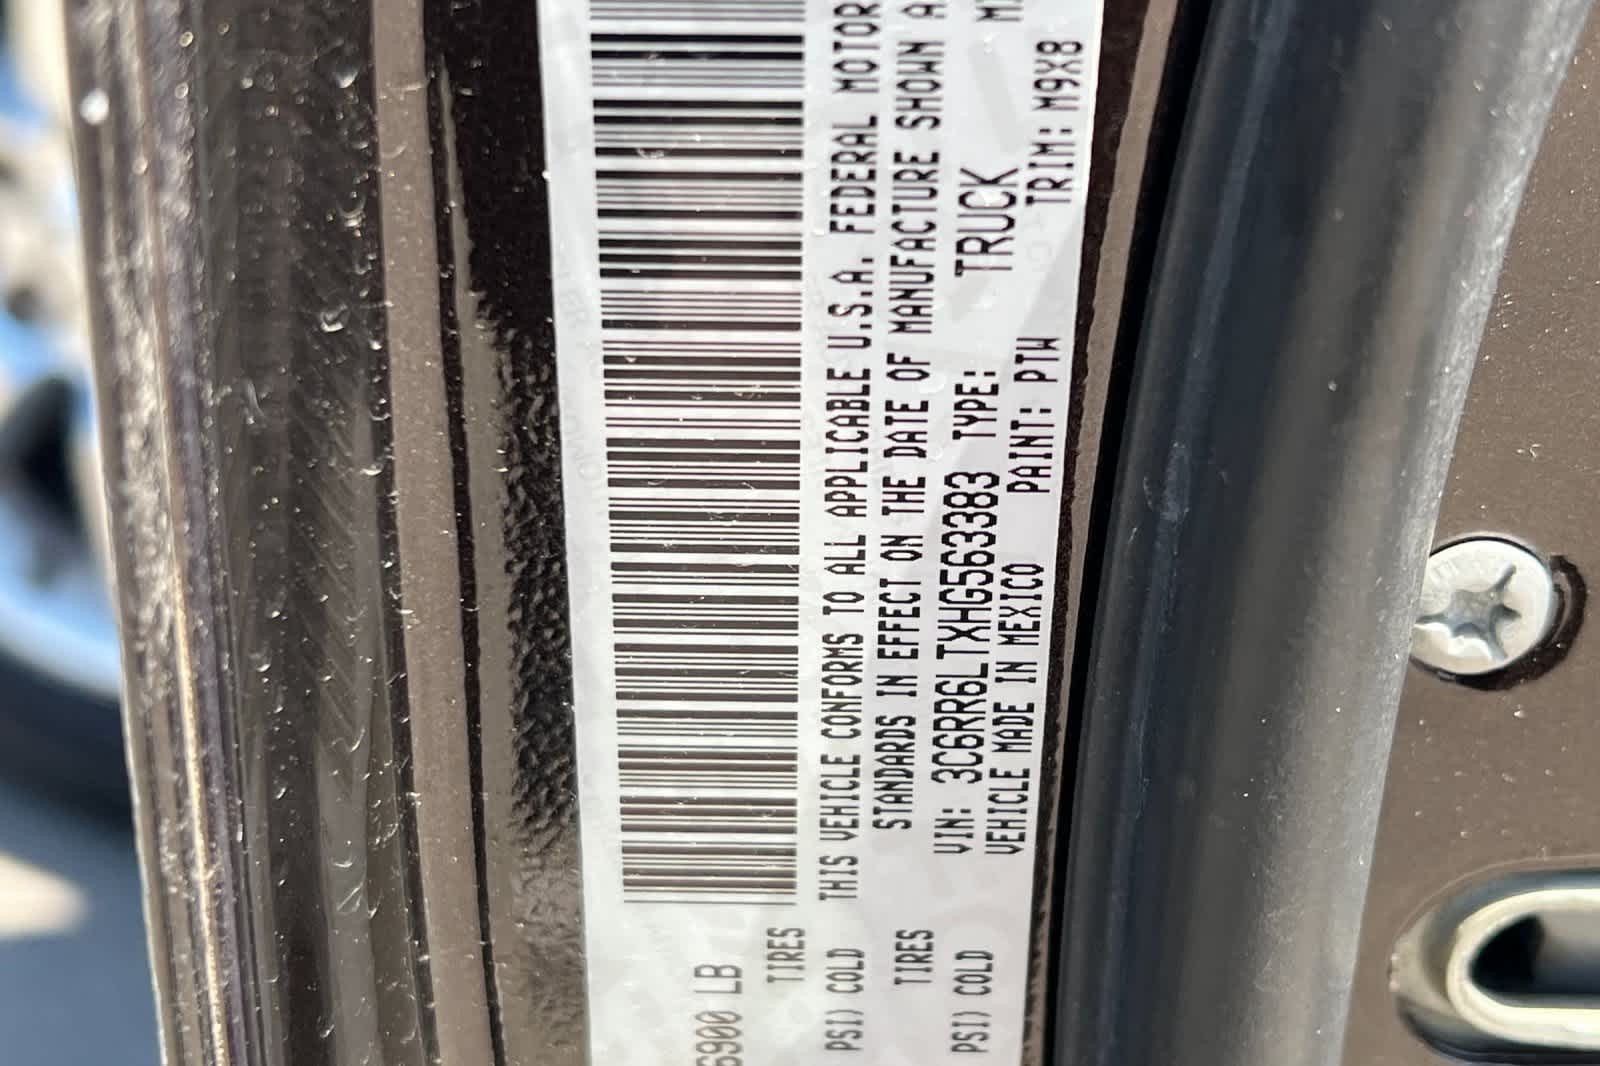 6900 LB
TIRES
PSI) COLD
THIS VEHICLE CONFORMS TO ALL APPLICABLE U.S.A. FEDERAL MOTOR
STANDARDS IN EFFECT ON THE DATE OF MANUFACTURE SHOWN A
TIRES
VIN: 3C6RR6LTXHG563383 TYPE: TRUCK
PSI) COLD
VEHICLE MADE IN MEXICO PAINT: PTW TRIM: M9X8